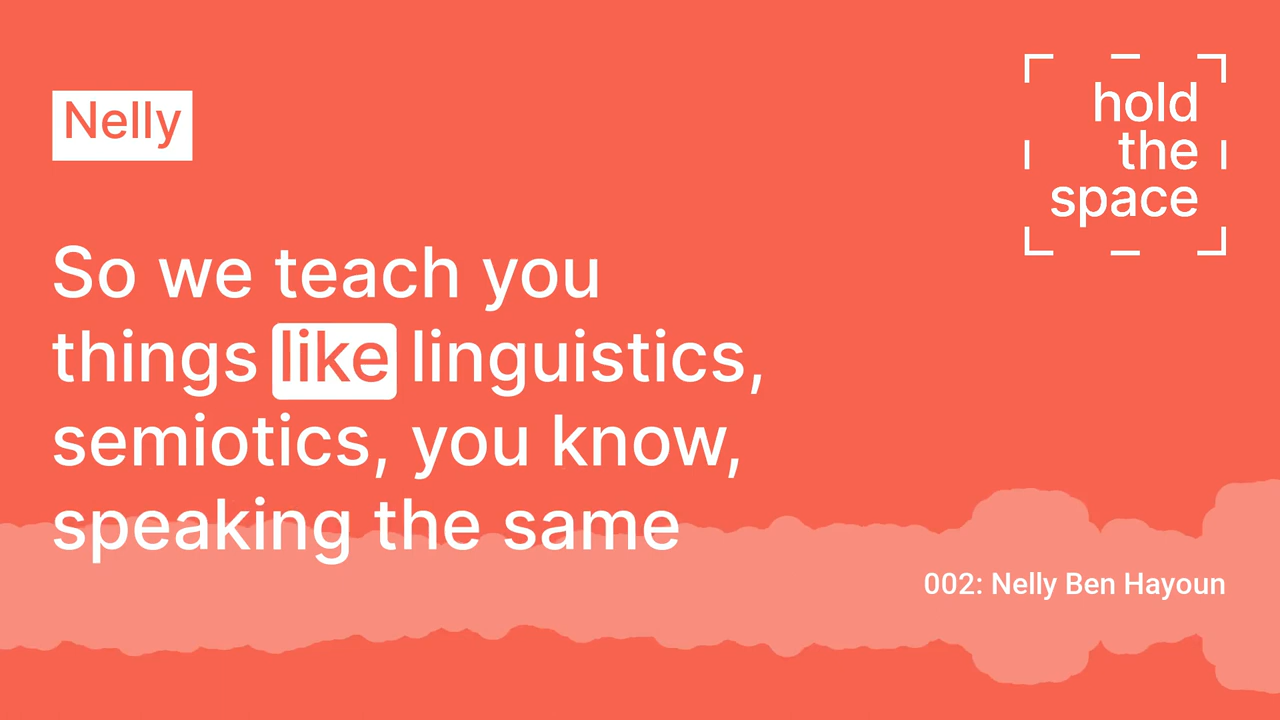 Nelly
hold
the
space
So we teach you
things like linguistics,
semiotics, you know,
speaking the same
002: Nelly Ben Hayoun